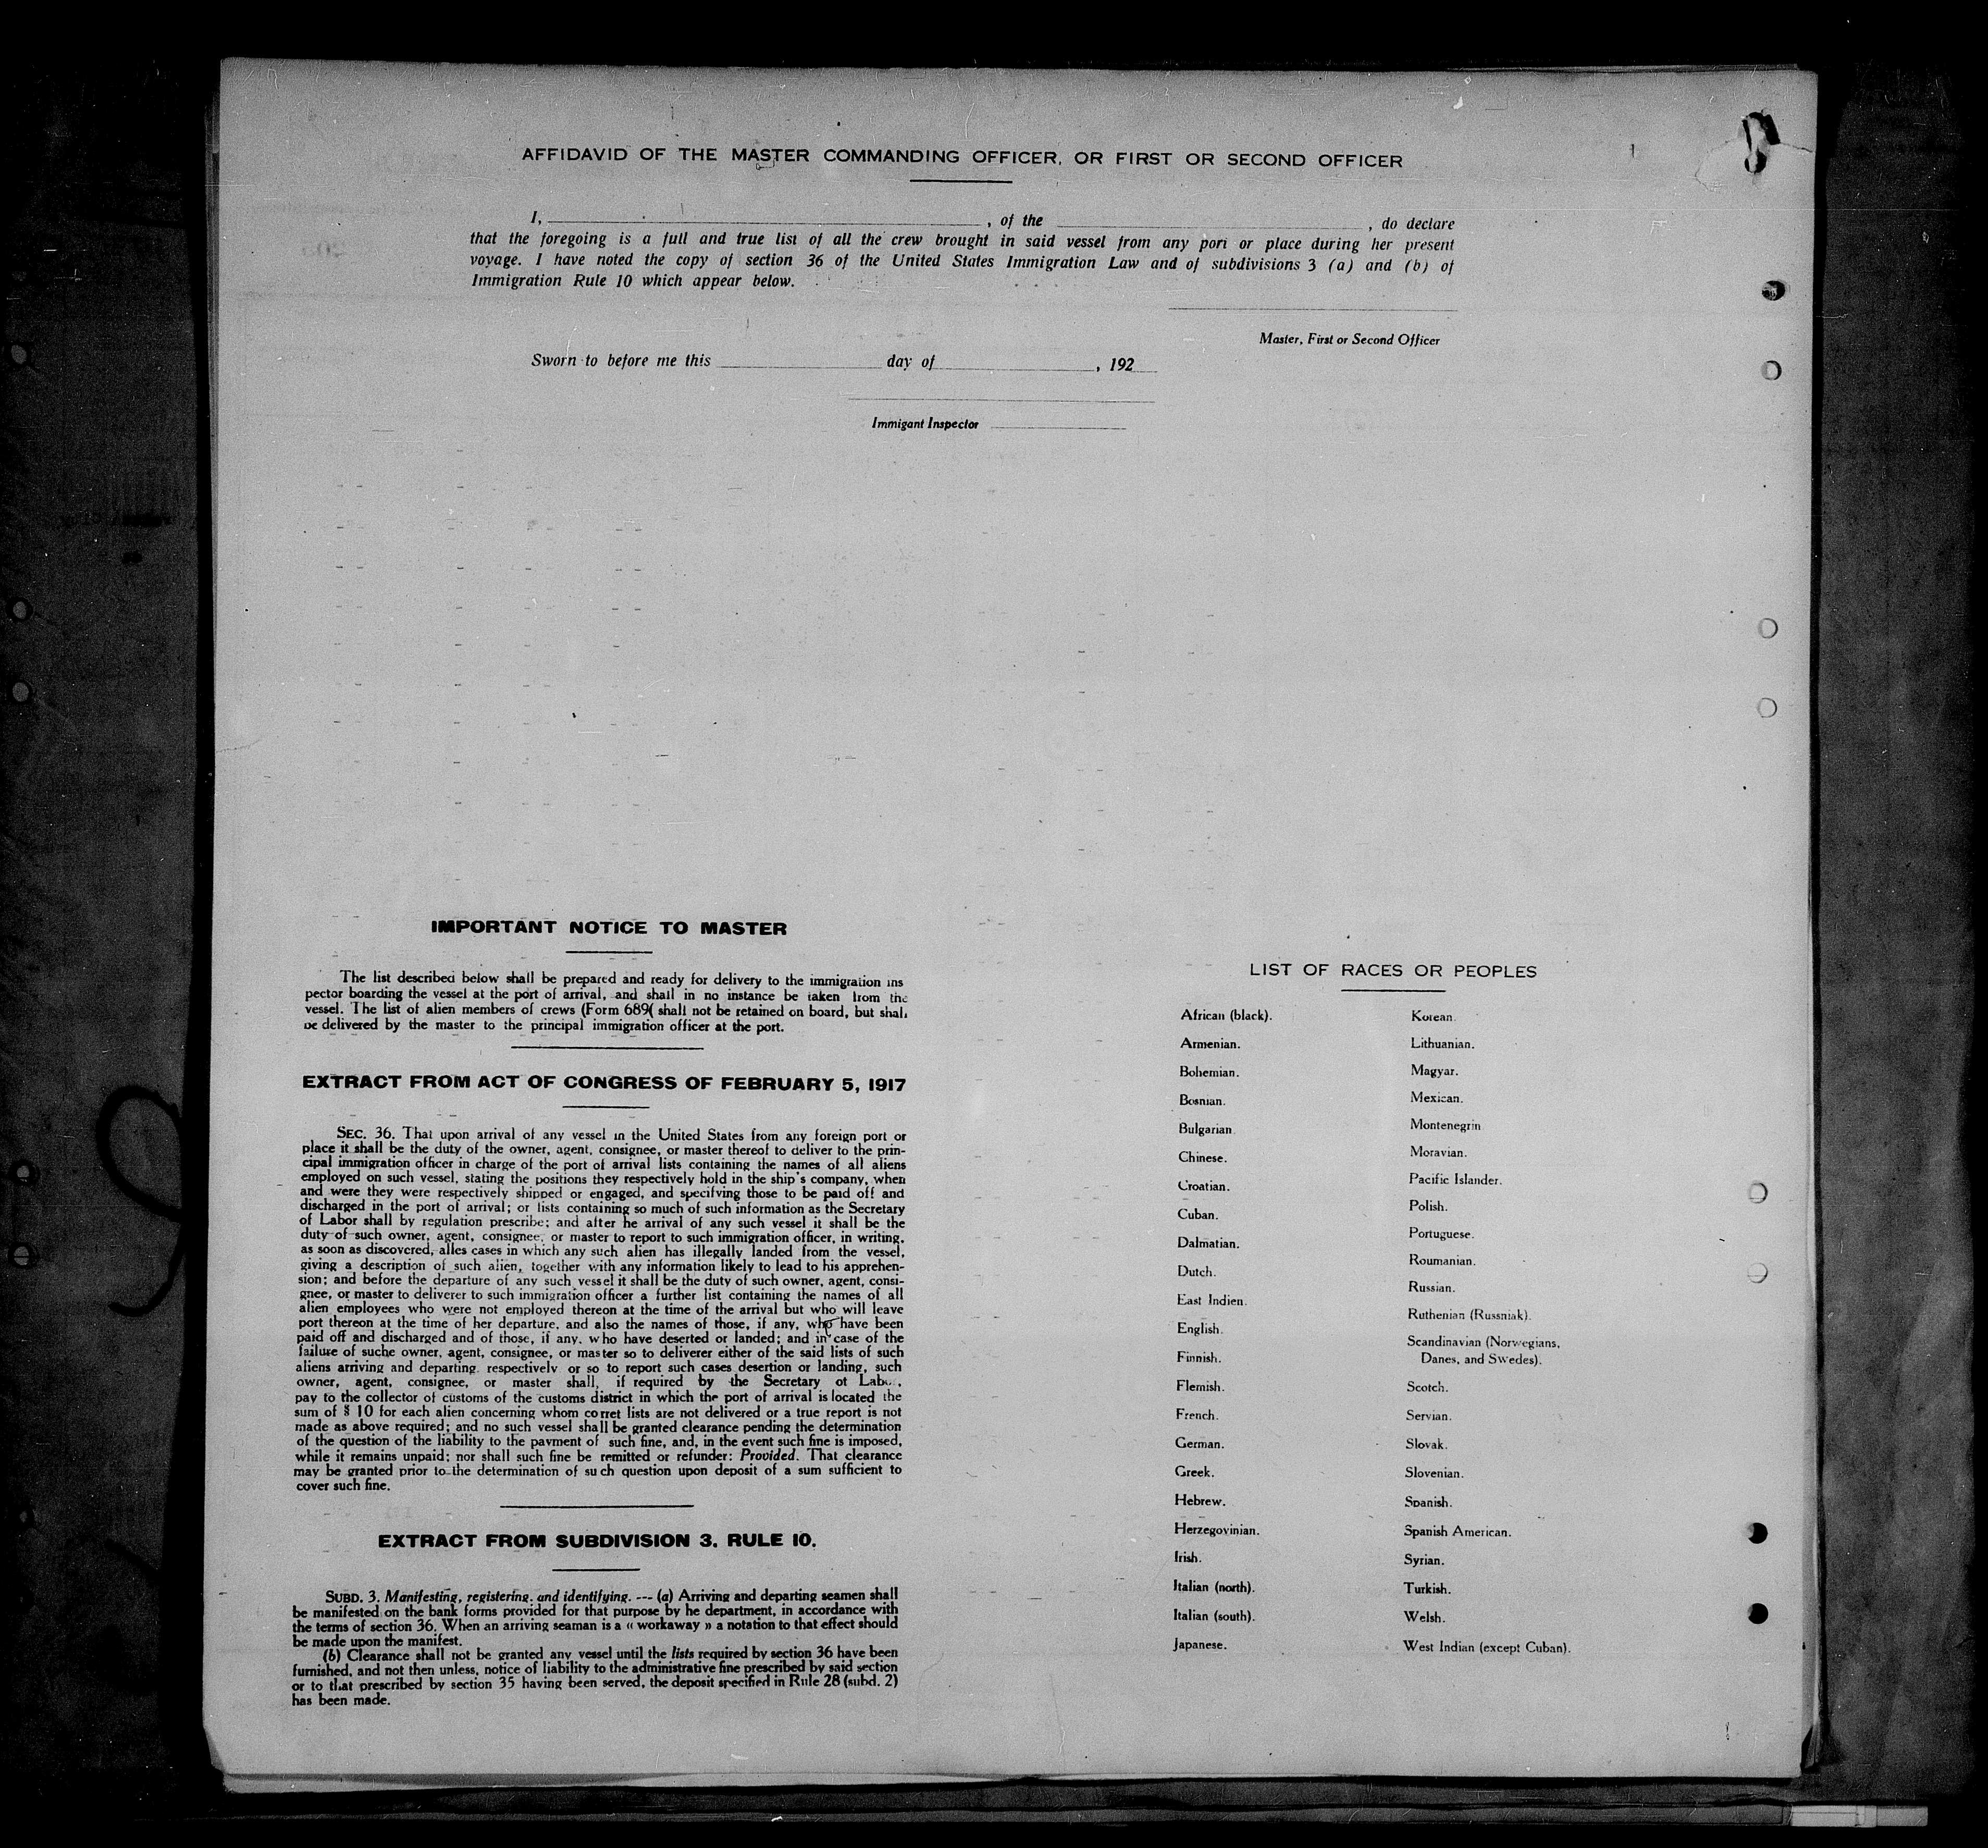 AFFIDAVID OF THE MASTER COMMANDING OFFICER, OR FIRST OR SECOND OFFICER
I, , of the , do declare
that the foregoing is a full and true list of all the crew brought in said vessel from any port or place during her present
voyage. I have noted the copy of section 36 of the United States Immigration Law and of subdivisions 3 (a) and (b) of
Immigration Rule 10 which appear below.
Master, First or Second Officer
Sworn to before me this day of , 192
Immigant Inspector
IMPORTANT NOTICE TO MASTER
The list described below shall be prepared and ready for delivery to the immigration ins
pector boarding the vessel at the port of arrival, and shall in no instance be taken from the
vessel. The list of alien members of crews (Form 689( shall not be retained on board, but shall
be delivered by the master to the principal immigration officer at the port.
EXTRACT FROM ACT OF CONGRESS OF FEBRUARY 5, 1917
SEC. 36. That upon arrival of any vessel in the United States from any foreign port or
place it shall be the duty of the owner, agent, consignee, or master thereof to deliver to the prin-
cipal immigration officer in charge of the port of arrival lists containing the names of all aliens
employed on such vessel, stating the positions they respectively hold in the ship's company, when
and were they were respectively shipped or engaged, and specifving those to be paid off and
discharged in the port of arrival; or lists containing so much of such information as the Secretary
of Labor shall by regulation prescribe; and after he arrival of any such vessel it shall be the
duty of such owner, agent, consignee, or master to report to such immigration officer, in writing,
as soon as discovered, alles cases in which any such alien has illegally landed from the vessel,
giving a description of such alien, together with any information likely to lead to his apprehen-
sion; and before the departure of any such vessel it shall be the duty of such owner, agent, consi-
gnee, or master to deliverer to such immigration officer a further list containing the names of all
alien employees who were not employed thereon at the time of the arrival but who will leave
port thereon at the time of her departure, and also the names of those, if any, who have been
paid off and discharged and of those, if any, who have deserted or landed; and in case of the
failure of suche owner, agent, consignee, or master so to deliverer either of the said lists of such
aliens arriving and departing, respectively or so to report such cases desertion or landing, such
owner, agent, consignee, or master shall, if required by the Secretary of Labor,
pay to the collector of customs of the customs district in which the port of arrival is located the
sum of $ 10 for each alien concerning whom corret lists are not delivered or a true report is not
made as above required; and no such vessel shall be granted clearance pending the determination
of the question of the liability to the payment of such fine, and, in the event such fine is imposed,
while it remains unpaid; nor shall such fine be remitted or refunder: Provided. That clearance
may be granted prior to the determination of such question upon deposit of a sum sufficient to
cover such fine.
EXTRACT FROM SUBDIVISION 3, RULE 10.
SUBD. 3. Manifesting, registering, and identifying. --- (a) Arriving and departing seamen shall
be manifested on the bank forms provided for that purpose by he department, in accordance with
the terms of section 36. When an arriving seaman is a « workaway » a notation to that effect should
be made upon the manifest.
(b) Clearance shall not be granted any vessel until the lists required by section 36 have been
furnished, and not then unless, notice of liability to the administrative fine prescribed by said section
or to that prescribed by section 35 having been served, the deposit specified in Rule 28 (subd. 2)
has been made.
LIST OF RACES OR PEOPLES
African (black).
Armenian.
Bohemian.
Bosnian.
Bulgarian
Chinese.
Croatian.
Cuban.
Dalmatian.
Dutch.
East Indien.
English.
Finnish.
Flemish.
French.
German.
Greek.
Hebrew.
Herzegovinian.
Irish.
Italian (north).
Italian (south).
Japanese.
Korean.
Lithuanian.
Magyar.
Mexican.
Montenegrin
Moravian.
Pacific Islander.
Polish.
Portuguese.
Roumanian.
Russian.
Ruthenian (Russniak).
Scandinavian (Norwegians,
Danes, and Swedes).
Scotch.
Servian.
Slovak.
Slovenian.
Spanish.
Spanish American.
Syrian.
Turkish.
Welsh.
West Indian (except Cuban).